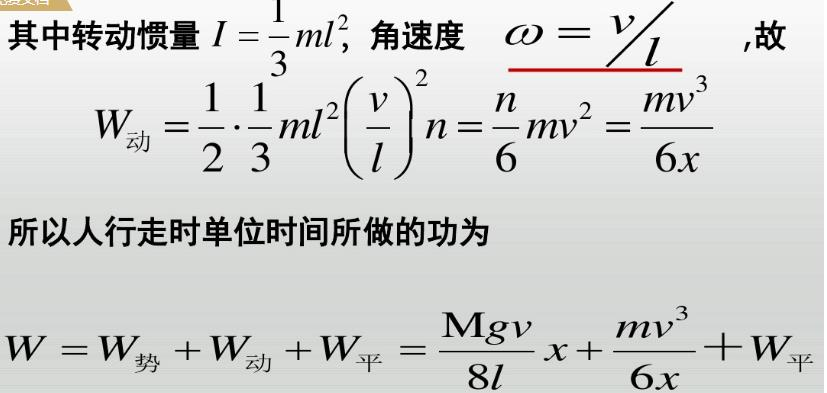 其中转动惯量 I = 1/3 ml², 角速度 ω = v/l ,故
W动 = 1/2 · 1/3 ml² (v/l)² n = n/6 mv² = mv³/6x
所以人行走时单位时间所做的功为
W = W势 + W动 + W平 = Mgv/8l x + mv³/6x + W平